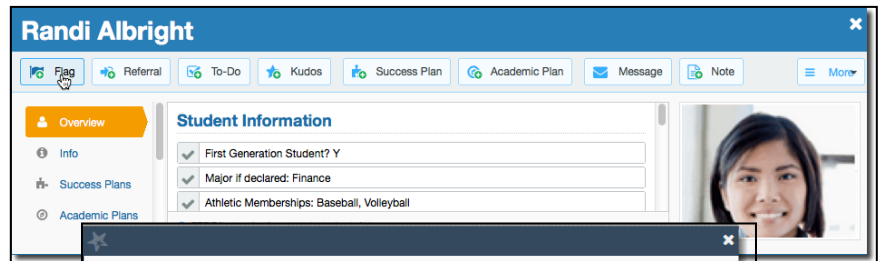 Randi Albright
Flag Referral To-Do Kudos Success Plan Academic Plan Message Note More
Overview
Info
Success Plans
Academic Plans
Student Information
First Generation Student? Y
Major if declared: Finance
Athletic Memberships: Baseball, Volleyball